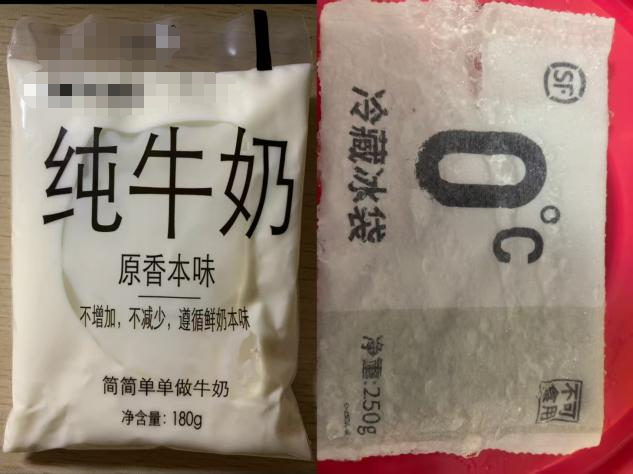 纯牛奶
原香本味
不增加，不减少，遵循鲜奶本味
简简单单做牛奶
净含量：180g
SF
0°C
冷藏冰袋
净重:250g
不可
食用